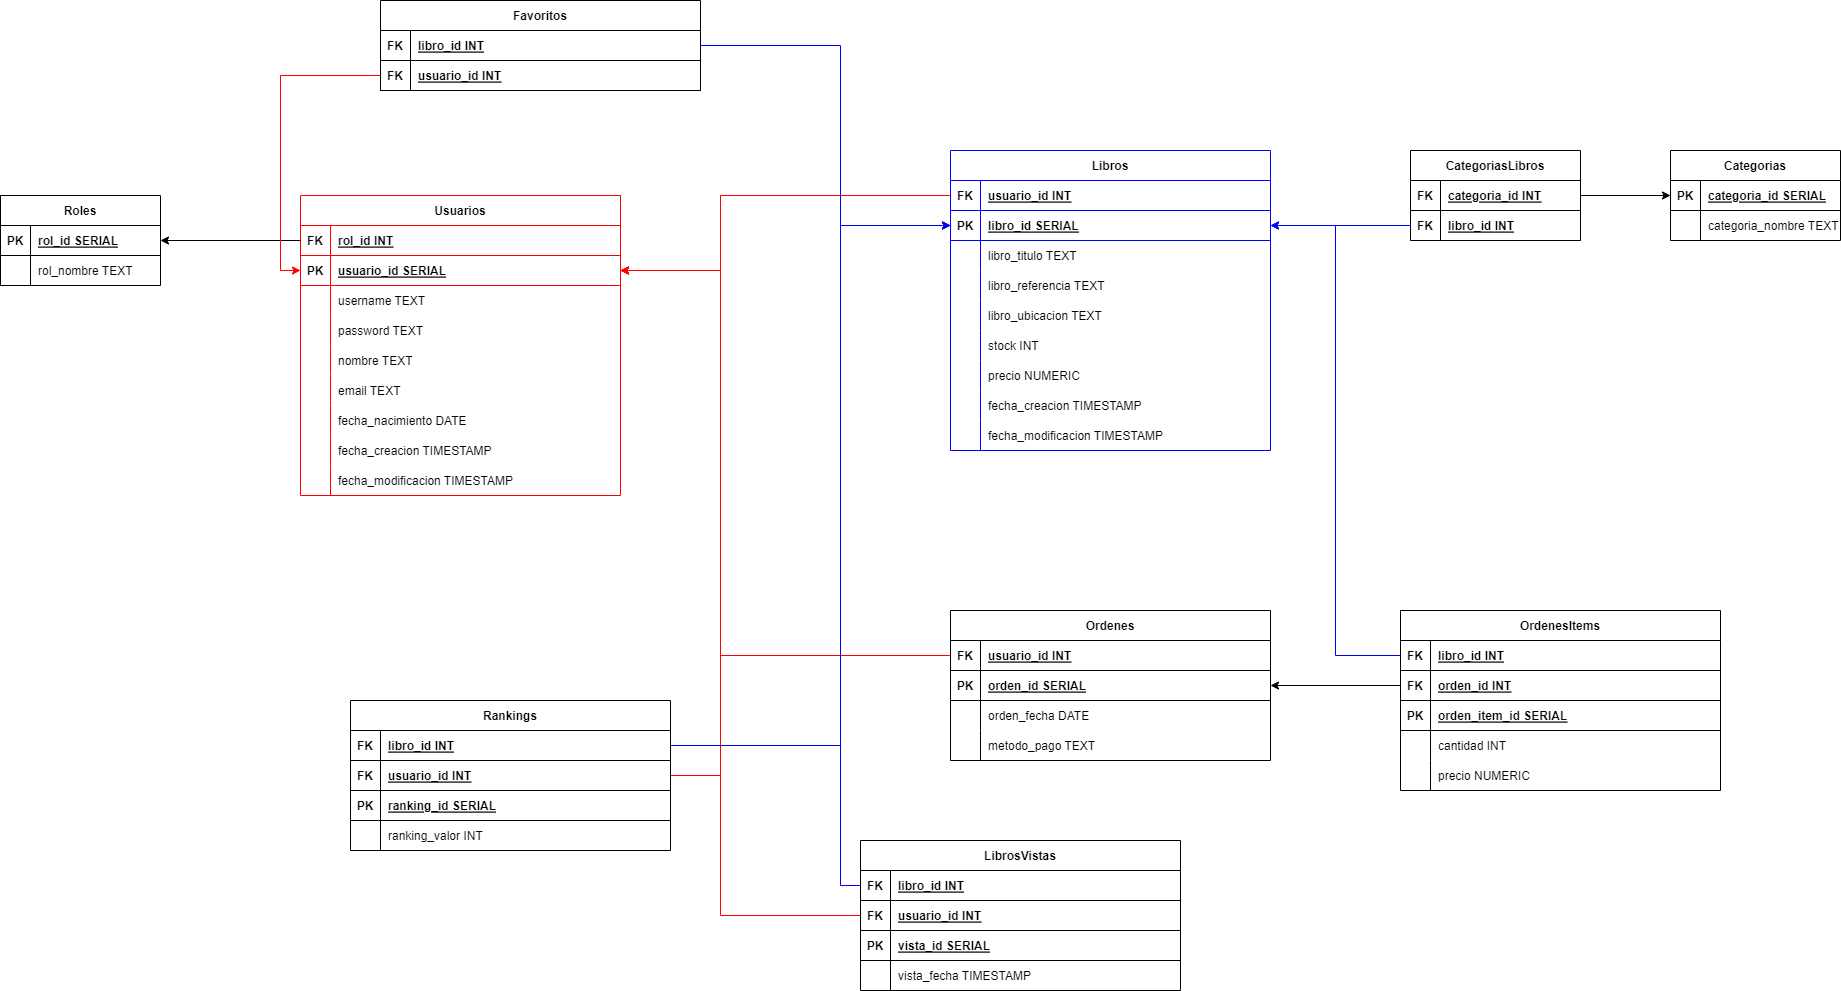 Favoritos
FK libro_id INT
FK usuario_id INT
Roles
PK rol_id SERIAL
rol_nombre TEXT
Usuarios
FK rol_id INT
PK usuario_id SERIAL
username TEXT
password TEXT
nombre TEXT
email TEXT
fecha_nacimiento DATE
fecha_creacion TIMESTAMP
fecha_modificacion TIMESTAMP
Libros
FK usuario_id INT
PK libro_id SERIAL
libro_titulo TEXT
libro_referencia TEXT
libro_ubicacion TEXT
stock INT
precio NUMERIC
fecha_creacion TIMESTAMP
fecha_modificacion TIMESTAMP
CategoriasLibros
FK categoria_id INT
FK libro_id INT
Categorias
PK categoria_id SERIAL
categoria_nombre TEXT
Ordenes
FK usuario_id INT
PK orden_id SERIAL
orden_fecha DATE
metodo_pago TEXT
OrdenesItems
FK libro_id INT
FK orden_id INT
PK orden_item_id SERIAL
cantidad INT
precio NUMERIC
Rankings
FK libro_id INT
FK usuario_id INT
PK ranking_id SERIAL
ranking_valor INT
LibrosVistas
FK libro_id INT
FK usuario_id INT
PK vista_id SERIAL
vista_fecha TIMESTAMP